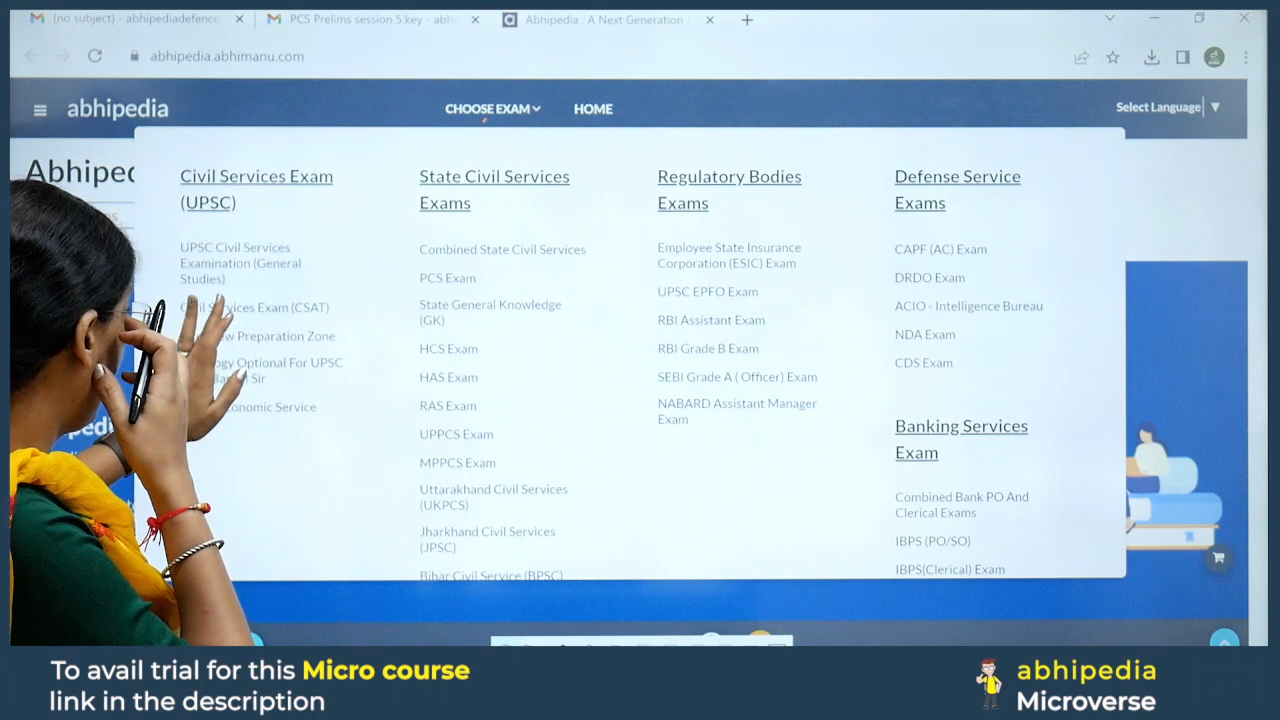 (no subject) - abhipediadefence
PCS Prelims session 5.key - abhi
Abhipedia : A Next Generation
abhipedia.abhimanu.com
abhipedia
CHOOSE EXAM
HOME
Select Language
Abhiped
Civil Services Exam
(UPSC)
UPSC Civil Services
Examination (General
Studies)
Civil Services Exam (CSAT)
Preparation Zone
Optional For UPSC
Sir
Economic Service
State Civil Services
Exams
Combined State Civil Services
PCS Exam
State General Knowledge
(GK)
HCS Exam
HAS Exam
RAS Exam
UPPCS Exam
MPPCS Exam
Uttarakhand Civil Services
(UKPCS)
Jharkhand Civil Services
(JPSC)
Bihar Civil Service (BPSC)
Regulatory Bodies
Exams
Employee State Insurance
Corporation (ESIC) Exam
UPSC EPFO Exam
RBI Assistant Exam
RBI Grade B Exam
SEBI Grade A ( Officer) Exam
NABARD Assistant Manager
Exam
Defense Service
Exams
CAPF (AC) Exam
DRDO Exam
ACIO - Intelligence Bureau
NDA Exam
CDS Exam
Banking Services
Exam
Combined Bank PO And
Clerical Exams
IBPS (PO/SO)
IBPS(Clerical) Exam
To avail trial for this Micro course
link in the description
abhipedia
Microverse